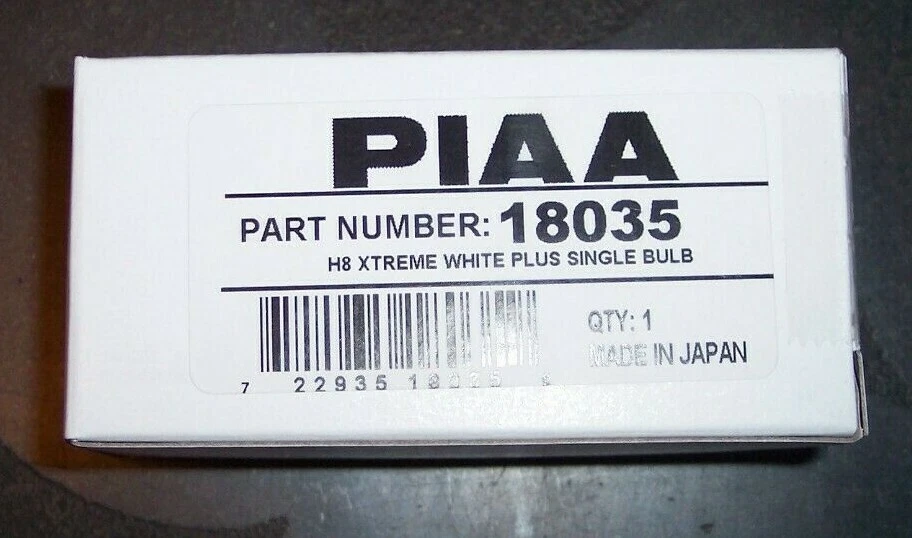 PIAA
PART NUMBER: 18035
H8 XTREME WHITE PLUS SINGLE BULB
QTY: 1
MADE IN JAPAN
7 22935 18035